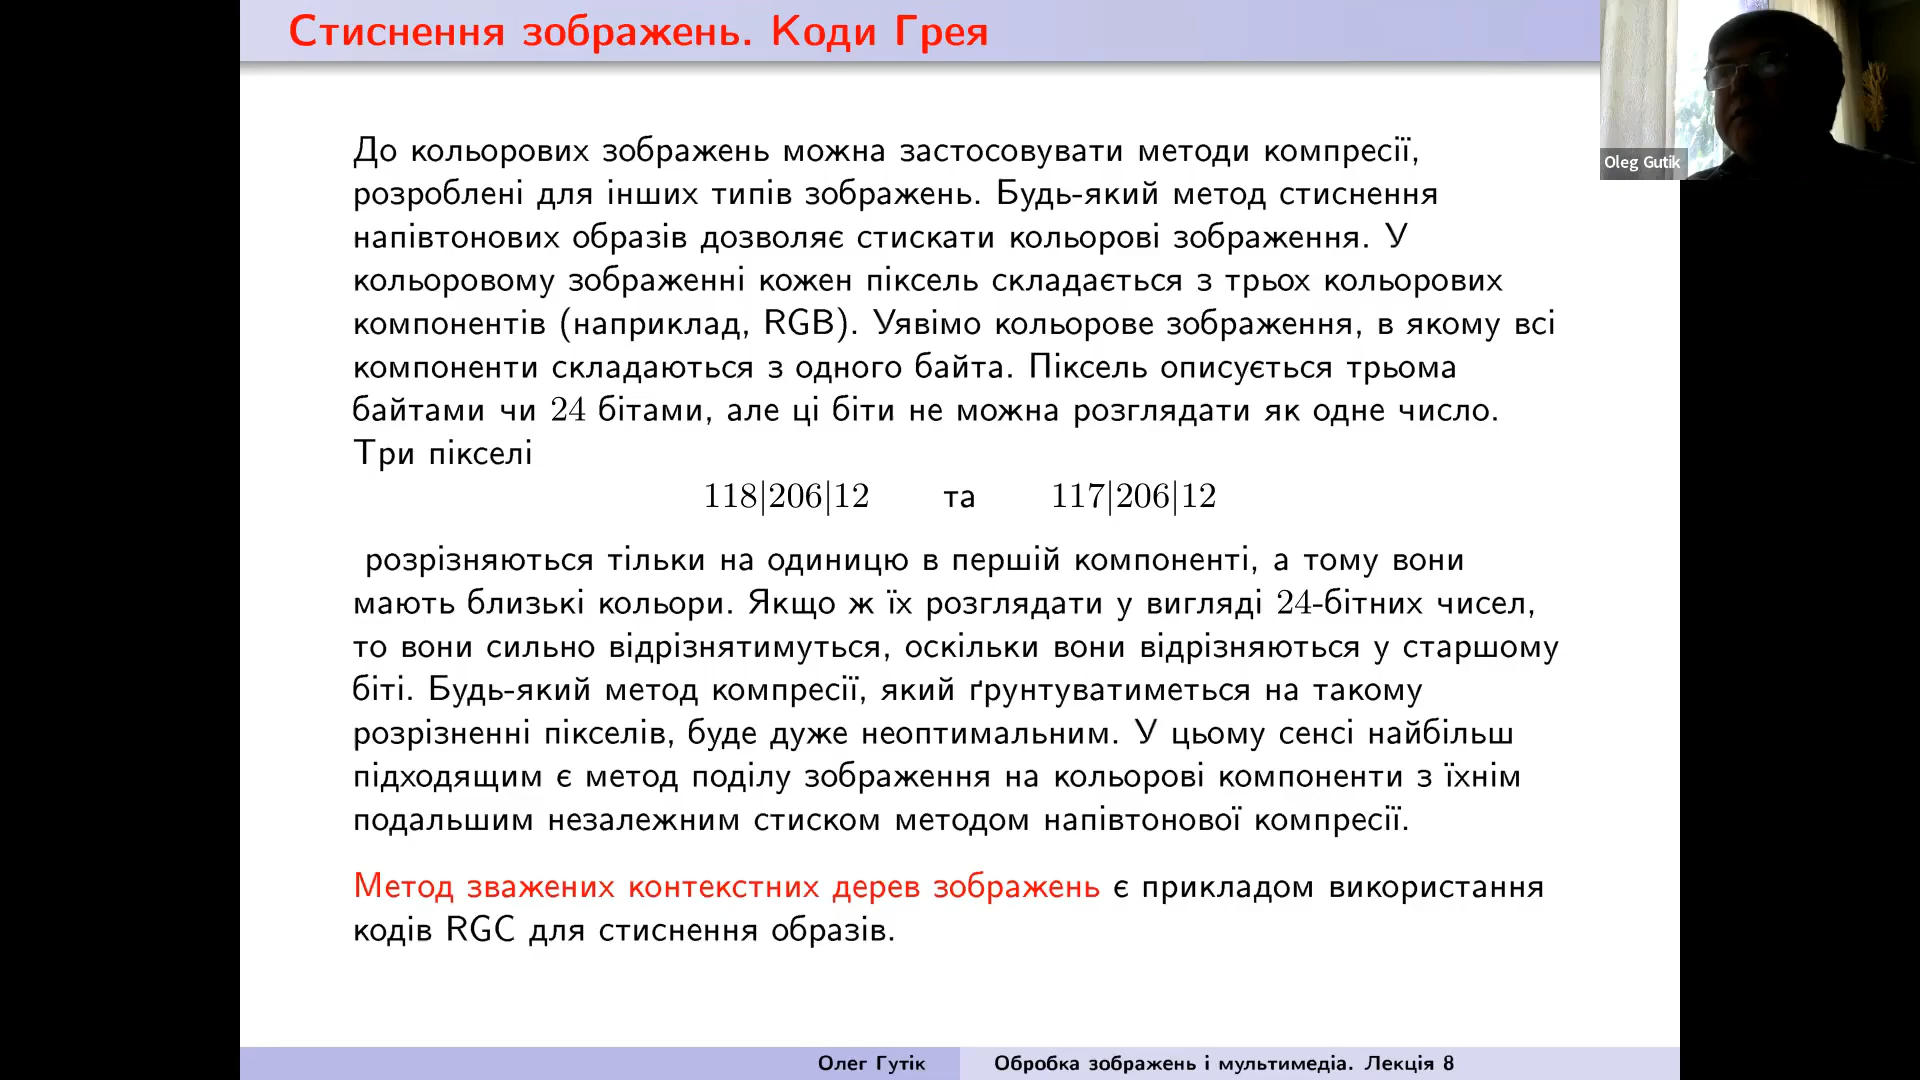 Стиснення зображень. Коди Грея
Oleg Gutik
До кольорових зображень можна застосовувати методи компресії,
розроблені для інших типів зображень. Будь-який метод стиснення
напівтонових образів дозволяє стискати кольорові зображення. У
кольоровому зображенні кожен піксель складається з трьох кольорових
компонентів (наприклад, RGB). Уявімо кольорове зображення, в якому всі
компоненти складаються з одного байта. Піксель описується трьома
байтами чи 24 бітами, але ці біти не можна розглядати як одне число.
Три пікселі
118|206|12 та 117|206|12
розрізняються тільки на одиницю в першій компоненті, а тому вони
мають близькі кольори. Якщо ж їх розглядати у вигляді 24-бітних чисел,
то вони сильно відрізнятимуться, оскільки вони відрізняються у старшому
біті. Будь-який метод компресії, який ґрунтуватиметься на такому
розрізненні пікселів, буде дуже неоптимальним. У цьому сенсі найбільш
підходящим є метод поділу зображення на кольорові компоненти з їхнім
подальшим незалежним стиском методом напівтонової компресії.
Метод зважених контекстних дерев зображень є прикладом використання
кодів RGC для стиснення образів.
Олег Гутік Обробка зображень і мультимедіа. Лекція 8